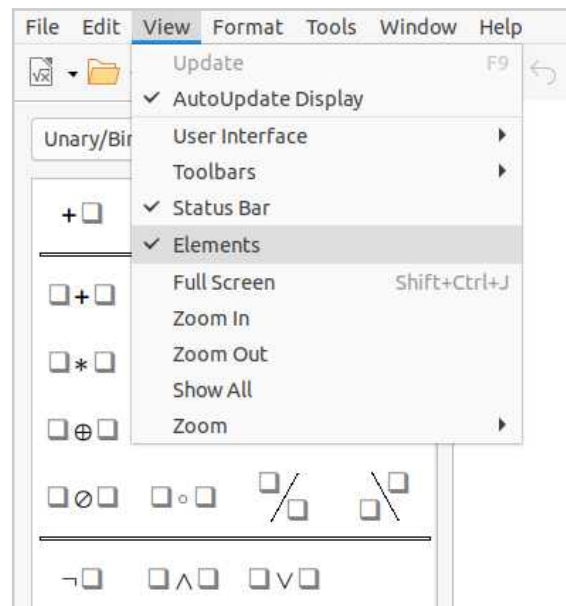 File Edit View Format Tools Window Help
Update F9
✓ AutoUpdate Display
Unary/Bin
User Interface
Toolbars
+□
✓ Status Bar
✓ Elements
□+□
Full Screen Shift+Ctrl+J
Zoom In
□*□
Zoom Out
Show All
□⊕□
Zoom
□⊘□ □∘□ □/□ □\□
¬□ □∧□ □∨□